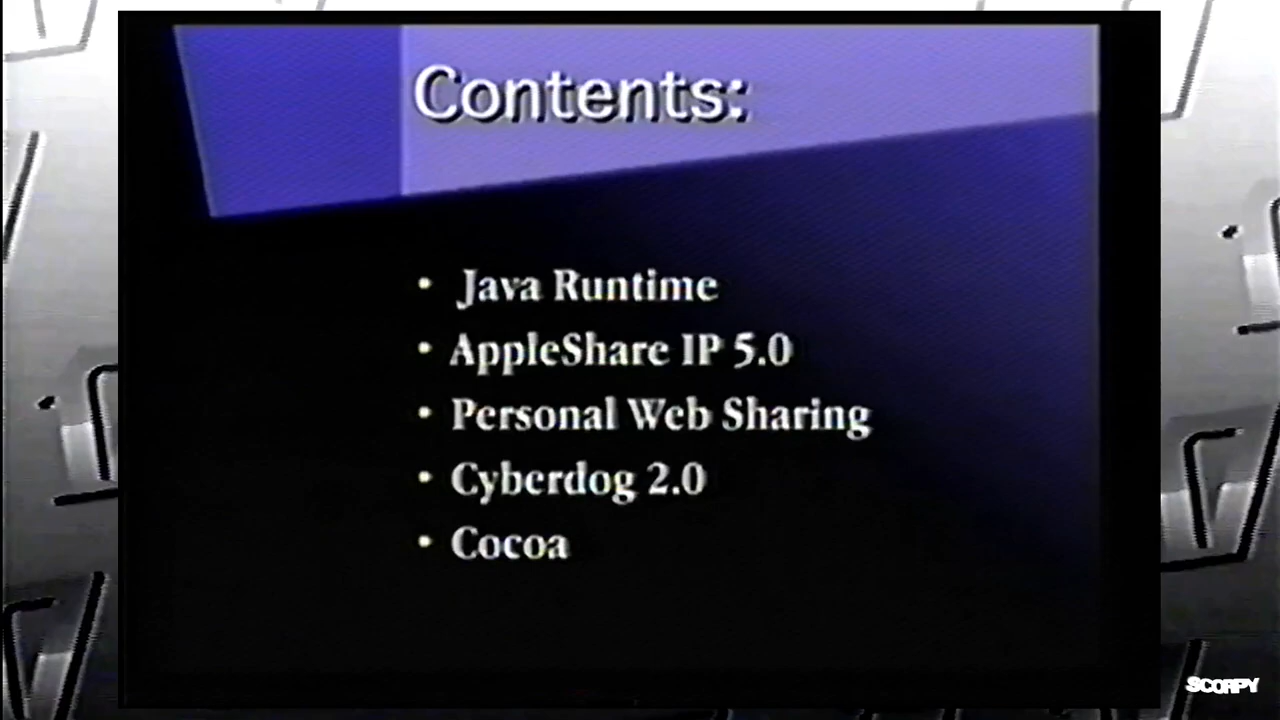 Contents:
• Java Runtime
• AppleShare IP 5.0
• Personal Web Sharing
• Cyberdog 2.0
• Cocoa
SCORPY